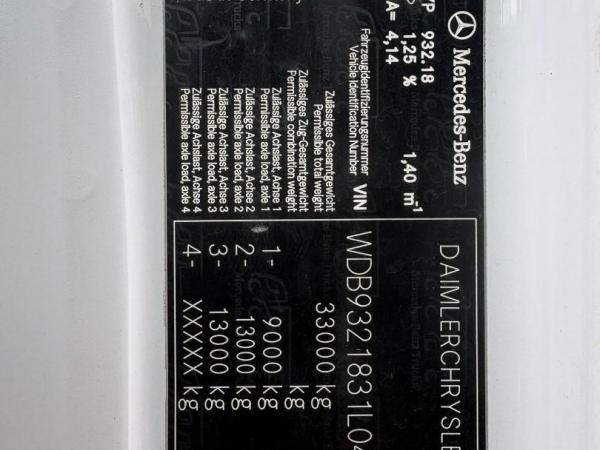 Mercedes-Benz
DAIMLERCHRYSLE
YP 932.18
1,25 % 1,40 m-1
A= 4,14
Fahrzeugidentifizierungsnummer
Vehicle Identification Number VIN WDB9321831L04
Zulässiges Gesamtgewicht
Permissible total weight 33000 kg
Zulässiges Zug-Gesamtgewicht
Permissible combination weight kg
Zulässige Achslast, Achse 1
Permissible axle load, axle 1 1- 9000 kg
Zulässige Achslast, Achse 2
Permissible axle load, axle 2 2- 13000 kg
Zulässige Achslast, Achse 3
Permissible axle load, axle 3 3- 13000 kg
Zulässige Achslast, Achse 4
Permissible axle load, axle 4 4- XXXXX kg